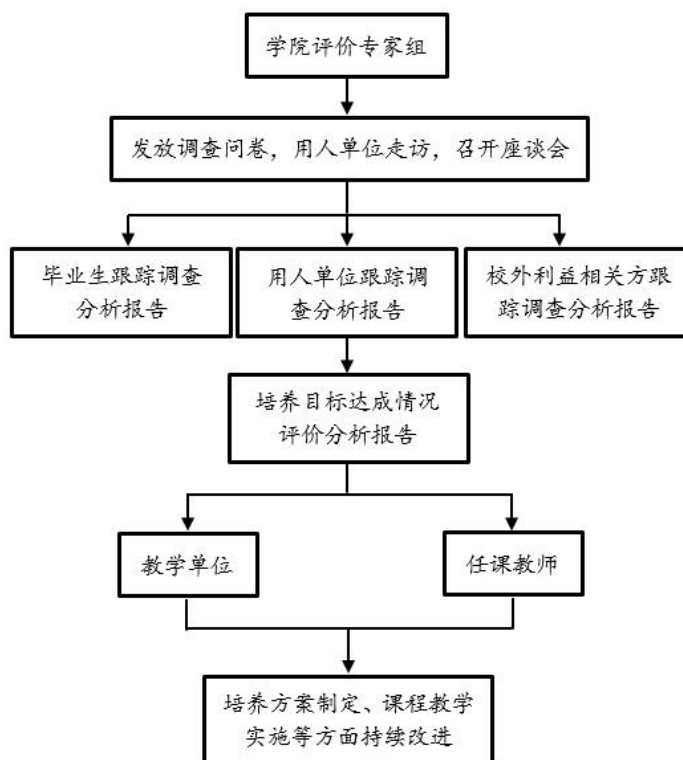 学院评价专家组
发放调查问卷，用人单位走访，召开座谈会
毕业生跟踪调查
分析报告
用人单位跟踪调
查分析报告
校外利益相关方跟
踪调查分析报告
培养目标达成情况
评价分析报告
教学单位
任课教师
培养方案制定、课程教学
实施等方面持续改进